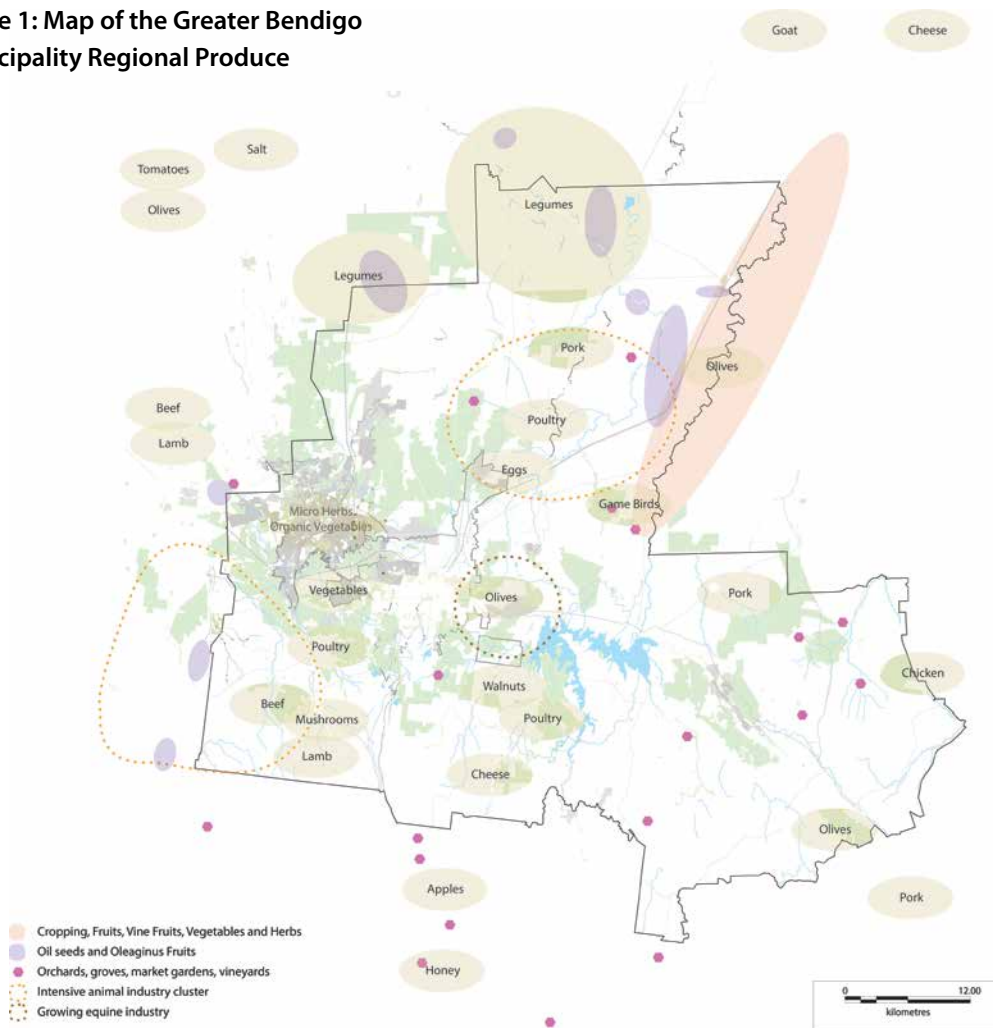 e 1: Map of the Greater Bendigo
cipality Regional Produce
Goat
Cheese
Salt
Tomatoes
Olives
Legumes
Legumes
Pork
Olives
Beef
Poultry
Lamb
Eggs
Game Birds
Micro Herbs,
Organic Vegetables
Vegetables
Olives
Pork
Poultry
Chicken
Walnuts
Beef
Mushrooms
Poultry
Lamb
Cheese
Olives
Apples
Pork
Honey
Cropping, Fruits, Vine Fruits, Vegetables and Herbs
Oil seeds and Oleaginus Fruits
Orchards, groves, market gardens, vineyards
Intensive animal industry cluster
Growing equine industry
0 12.00
kilometres